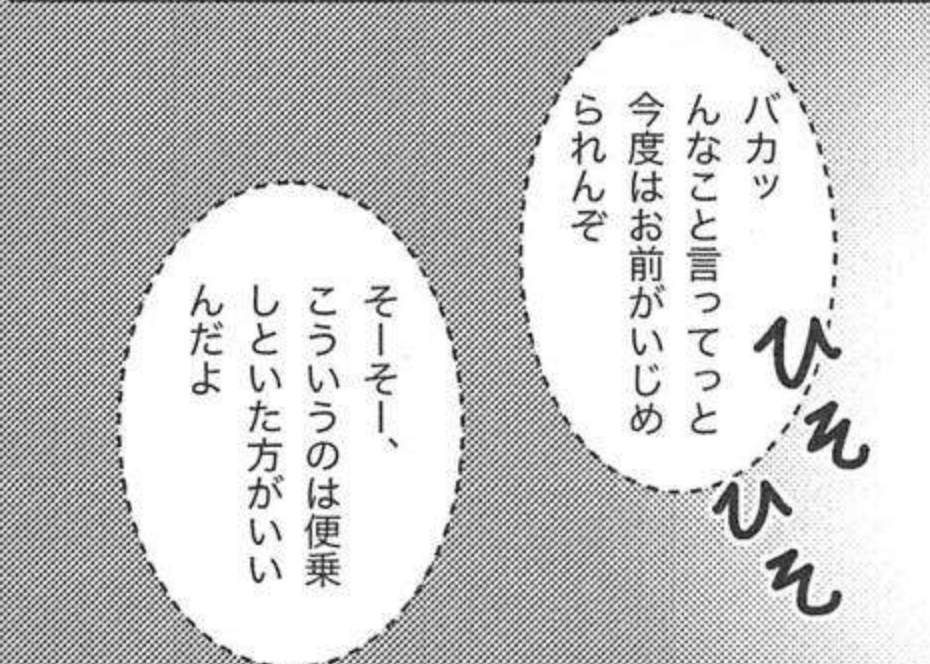 バカッ
んなこと言ってっと
今度はお前がいじめ
られんぞ
ひそ
ひそ
そーそー、
こういうのは便乗
しといた方がいい
んだよ